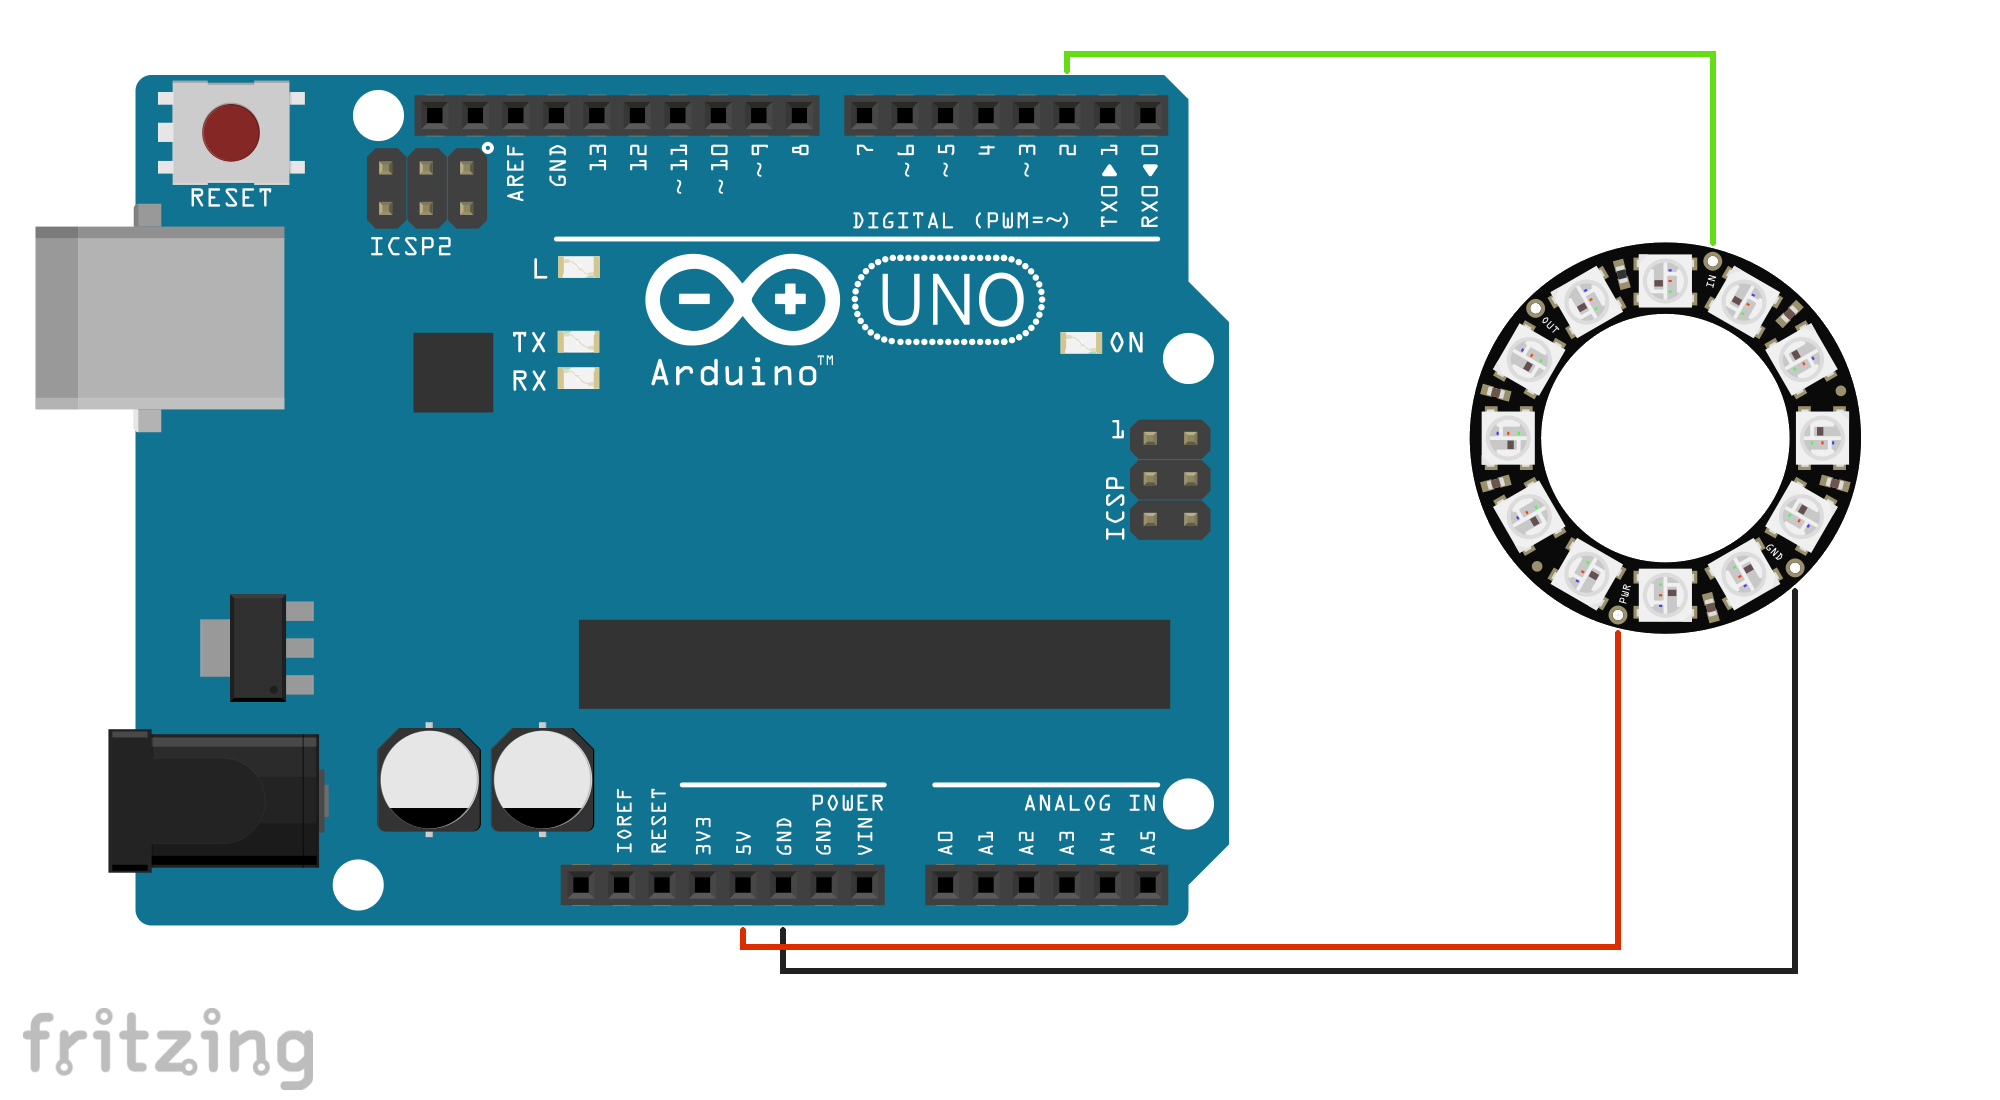 RESET
ICSP2
AREF
GND
13
12
~11
~10
~9
8
7
~6
~5
4
~3
2
TX0▶1
RX0◀0
DIGITAL (PWM=~)
L
TX
RX
UNO
Arduino™
ON
1
ICSP
IN
OUT
GND
PWR
POWER
ANALOG IN
IOREF
RESET
3V3
5V
GND
GND
VIN
A0
A1
A2
A3
A4
A5
fritzing